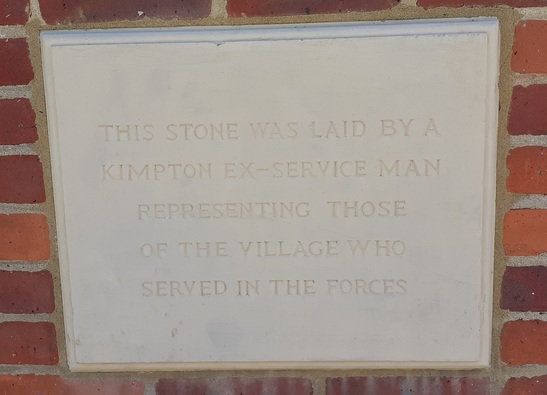 THIS STONE WAS LAID BY A
KIMPTON EX-SERVICE MAN
REPRESENTING THOSE
OF THE VILLAGE WHO
SERVED IN THE FORCES